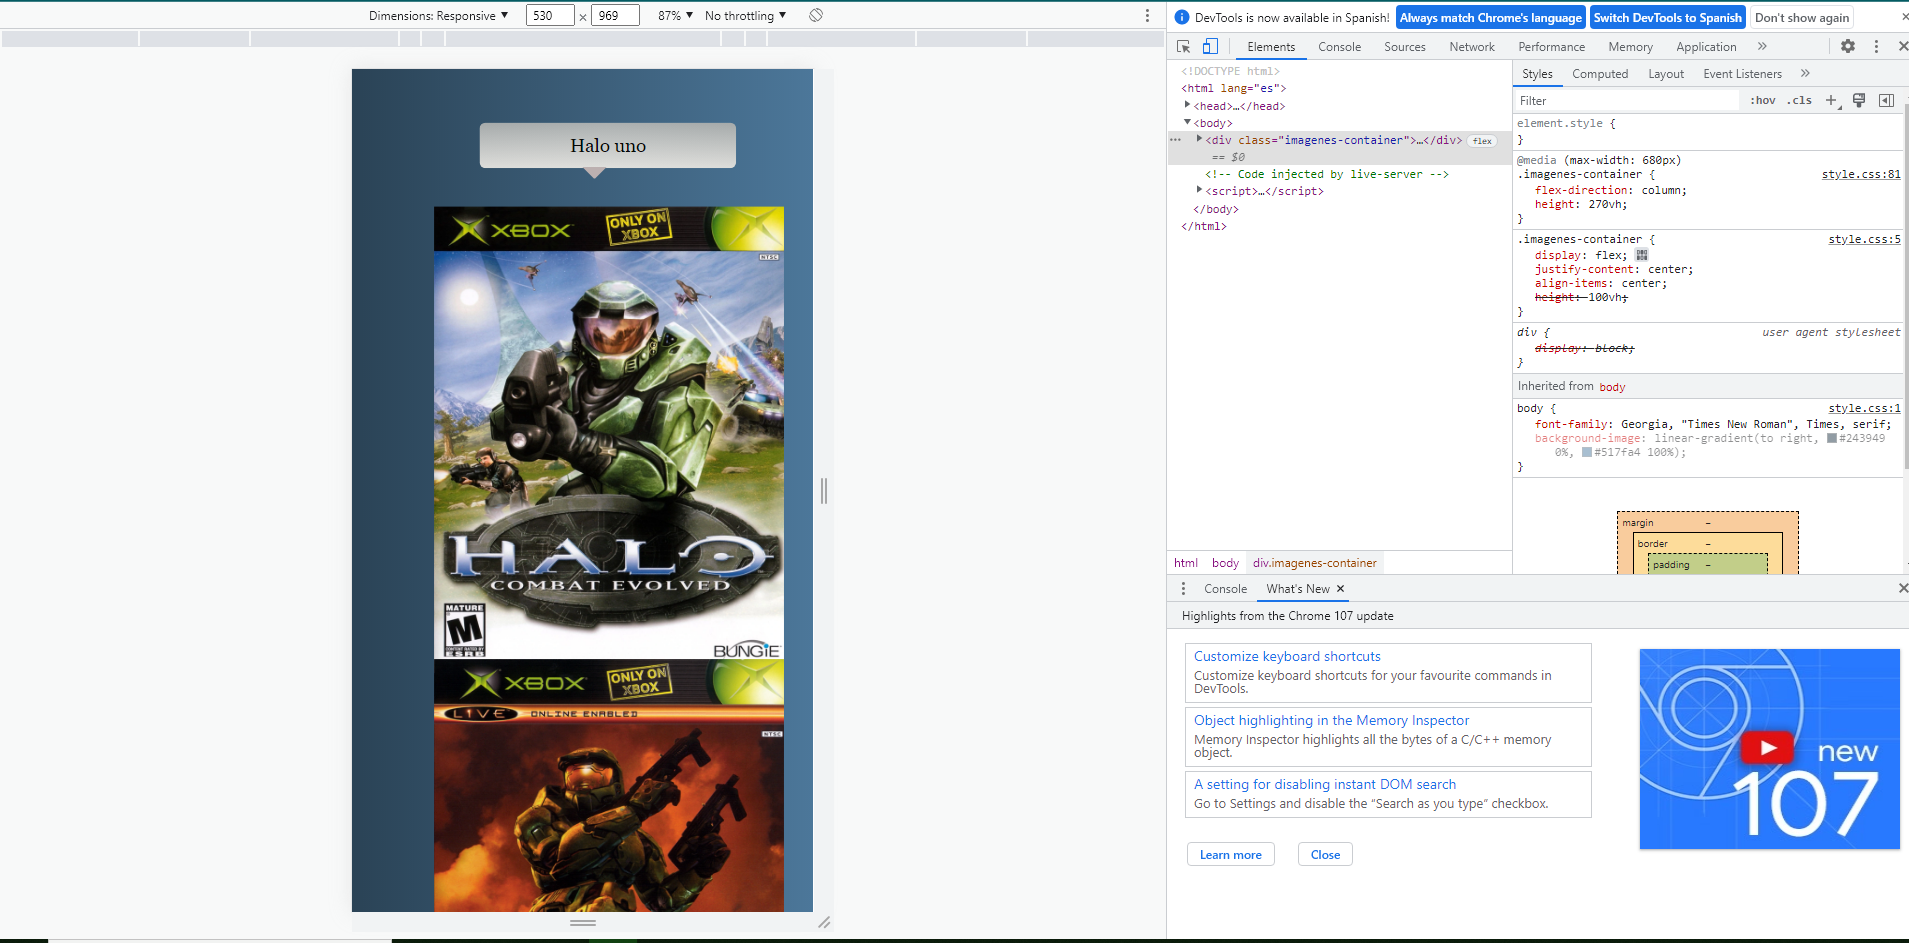 Dimensions: Responsive ▼ 530 × 969 87% ▼ No throttling ▼
Halo uno
XBOX ONLY ON XBOX
NTSC
HALO
COMBAT EVOLVED
MATURE
M
CONTENT RATED BY
ESRB
BUNGiE
XBOX ONLY ON XBOX
LIVE ONLINE ENABLED
NTSC
DevTools is now available in Spanish! Always match Chrome's language Switch DevTools to Spanish Don't show again
Elements Console Sources Network Performance Memory Application »
<!DOCTYPE html>
<html lang="es">
<head>…</head>
<body>
<div class="imagenes-container">…</div> flex
== $0
<!-- Code injected by live-server -->
<script>…</script>
</body>
</html>
html body div.imagenes-container
Styles Computed Layout Event Listeners »
Filter :hov .cls +
element.style {
}
@media (max-width: 680px)
.imagenes-container { style.css:81
flex-direction: column;
height: 270vh;
}
.imagenes-container { style.css:5
display: flex;
justify-content: center;
align-items: center;
height: 100vh;
}
div { user agent stylesheet
display: block;
}
Inherited from body
body { style.css:1
font-family: Georgia, "Times New Roman", Times, serif;
background-image: linear-gradient(to right, #243949
0%, #517fa4 100%);
}
margin –
border –
padding –
Console What's New ×
Highlights from the Chrome 107 update
Customize keyboard shortcuts
Customize keyboard shortcuts for your favourite commands in
DevTools.
Object highlighting in the Memory Inspector
Memory Inspector highlights all the bytes of a C/C++ memory
object.
A setting for disabling instant DOM search
Go to Settings and disable the “Search as you type” checkbox.
Learn more Close
new
107